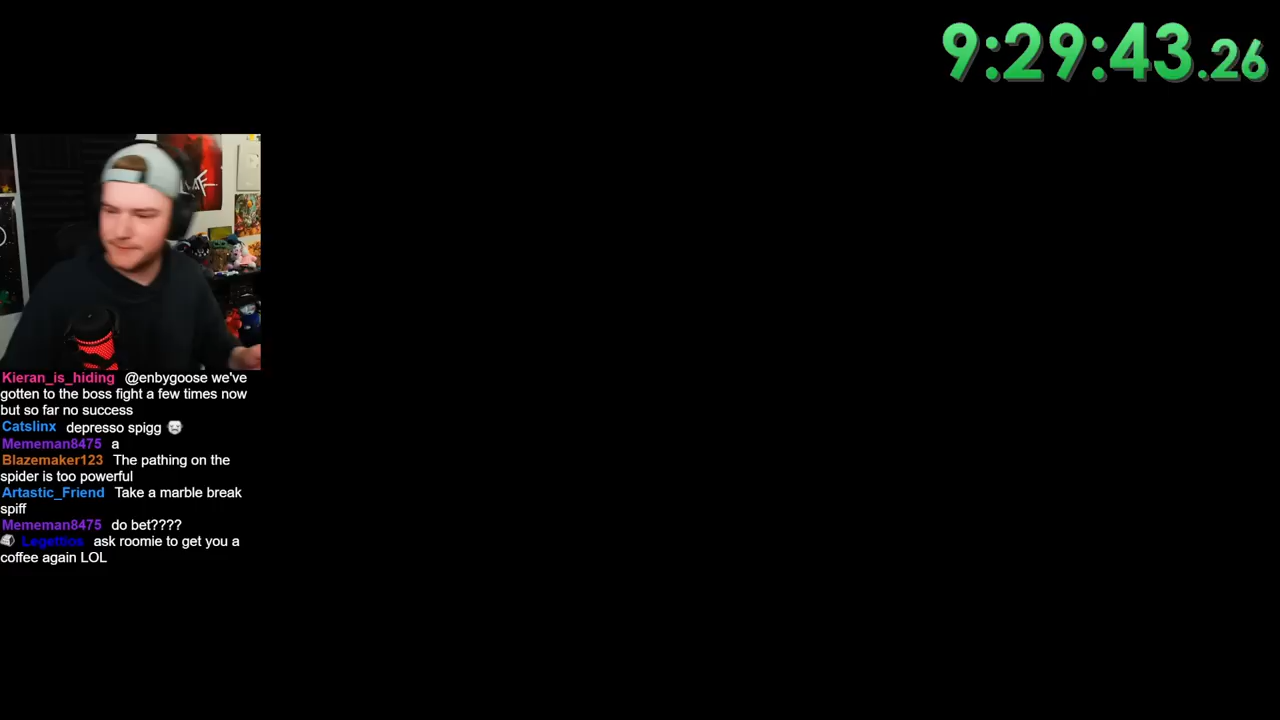 9:29:43.26
Kieran_is_hiding @enbygoose we've
gotten to the boss fight a few times now
but so far no success
Catslinx depresso spigg
Mememan8475 a
Blazemaker123 The pathing on the
spider is too powerful
Artastic_Friend Take a marble break
spiff
Mememan8475 do bet????
Legettios ask roomie to get you a
coffee again LOL